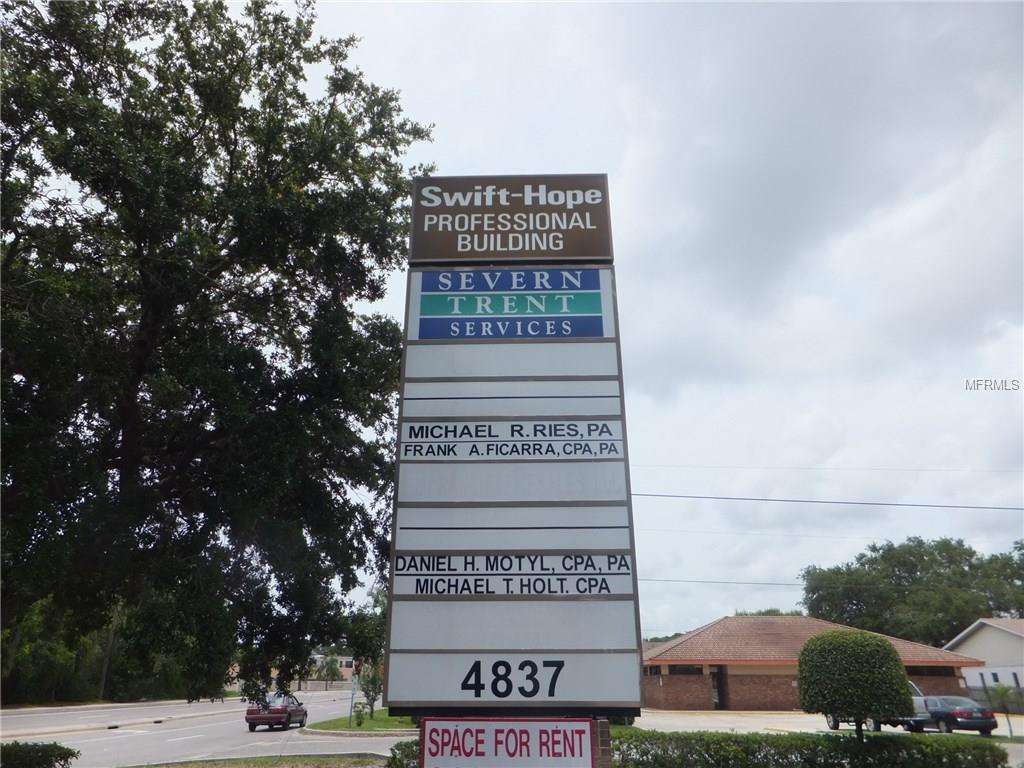 Swift-Hope
PROFESSIONAL
BUILDING
SEVERN
TRENT
SERVICES
MICHAEL R. RIES, PA
FRANK A. FICARRA, CPA, PA
DANIEL H. MOTYL, CPA, PA
MICHAEL T. HOLT. CPA
4837
SPACE FOR RENT
MFRMLS